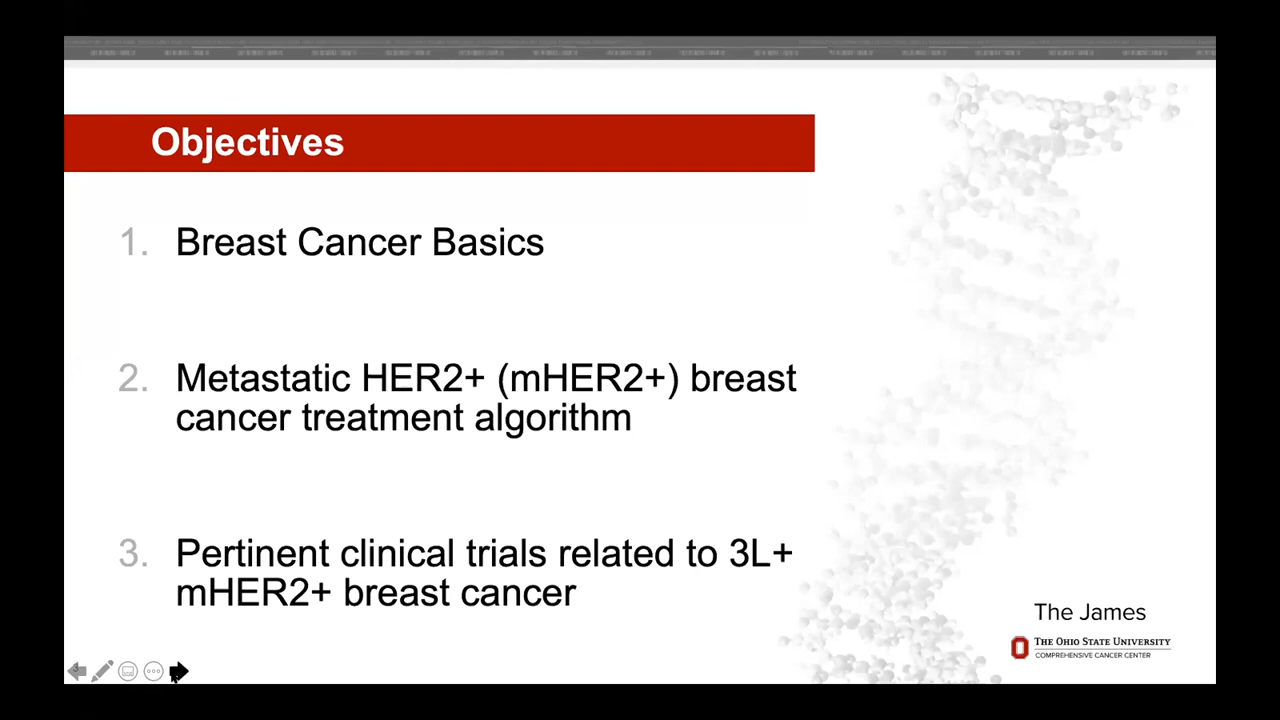 Objectives
1. Breast Cancer Basics
2. Metastatic HER2+ (mHER2+) breast
cancer treatment algorithm
3. Pertinent clinical trials related to 3L+
mHER2+ breast cancer
The James
THE OHIO STATE UNIVERSITY
COMPREHENSIVE CANCER CENTER